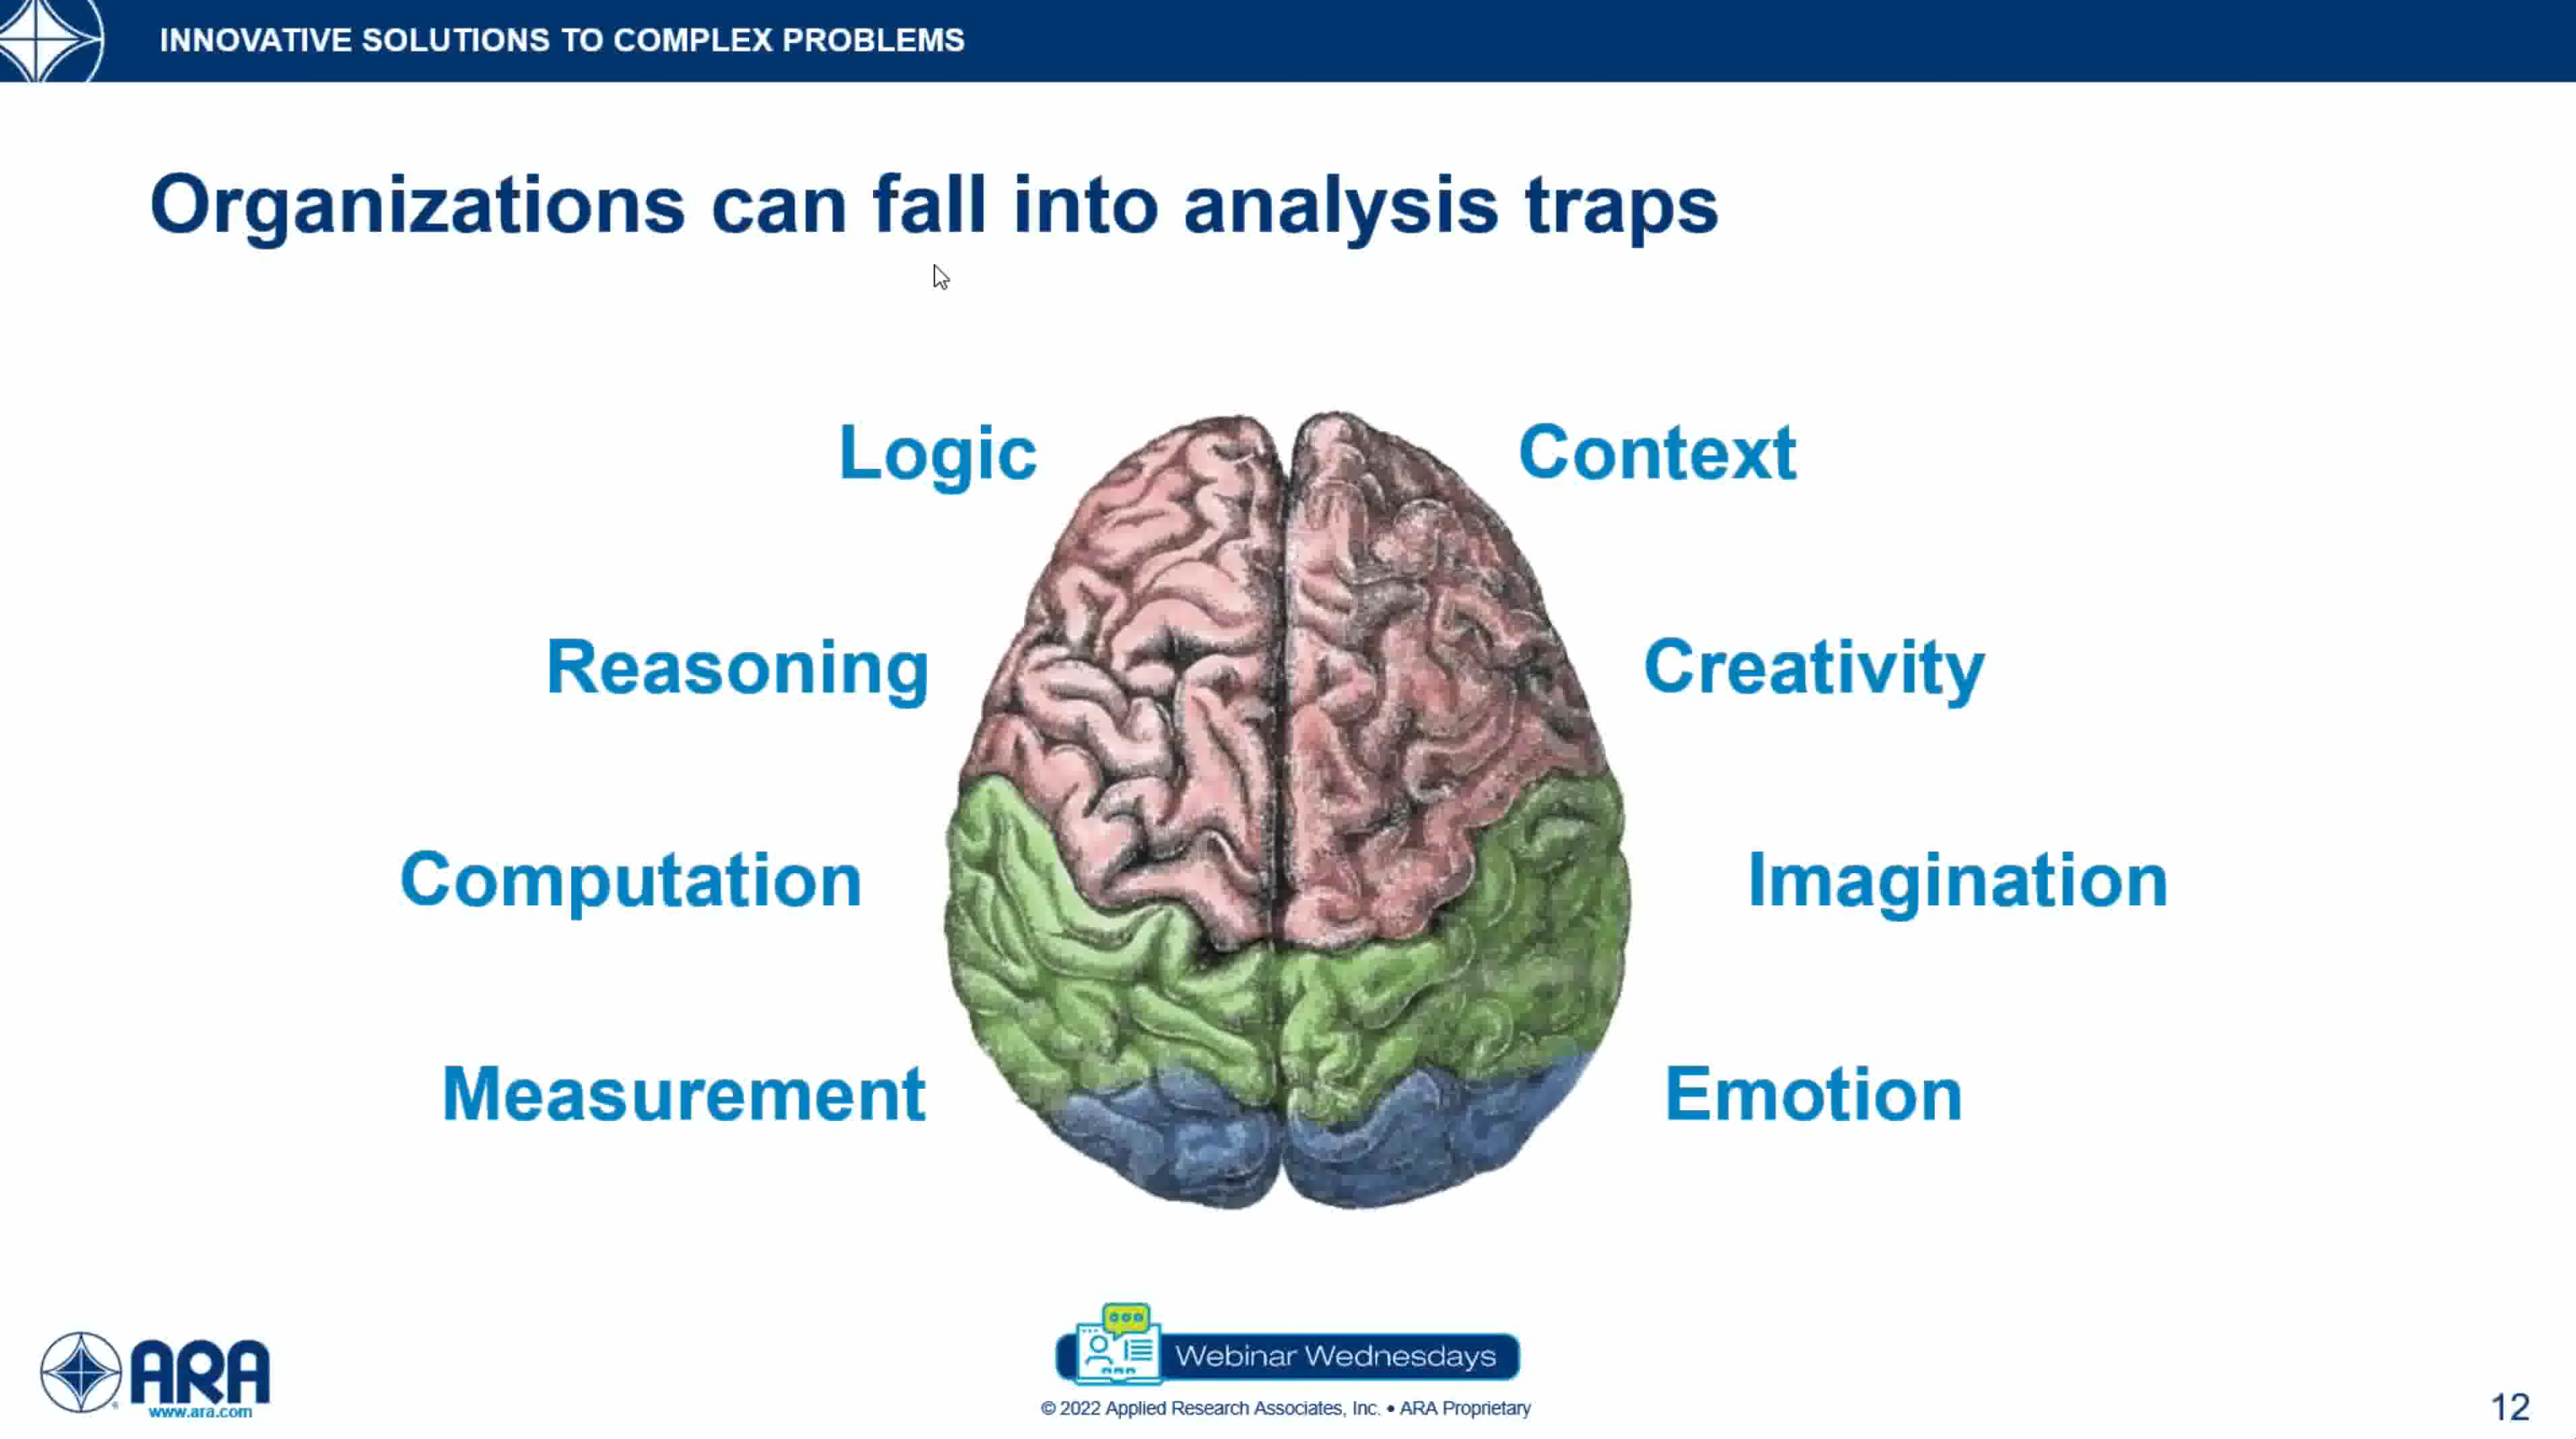 INNOVATIVE SOLUTIONS TO COMPLEX PROBLEMS
Organizations can fall into analysis traps
Logic
Context
Reasoning
Creativity
Computation
Imagination
Measurement
Emotion
ARA
www.ara.com
Webinar Wednesdays
© 2022 Applied Research Associates, Inc. • ARA Proprietary
12